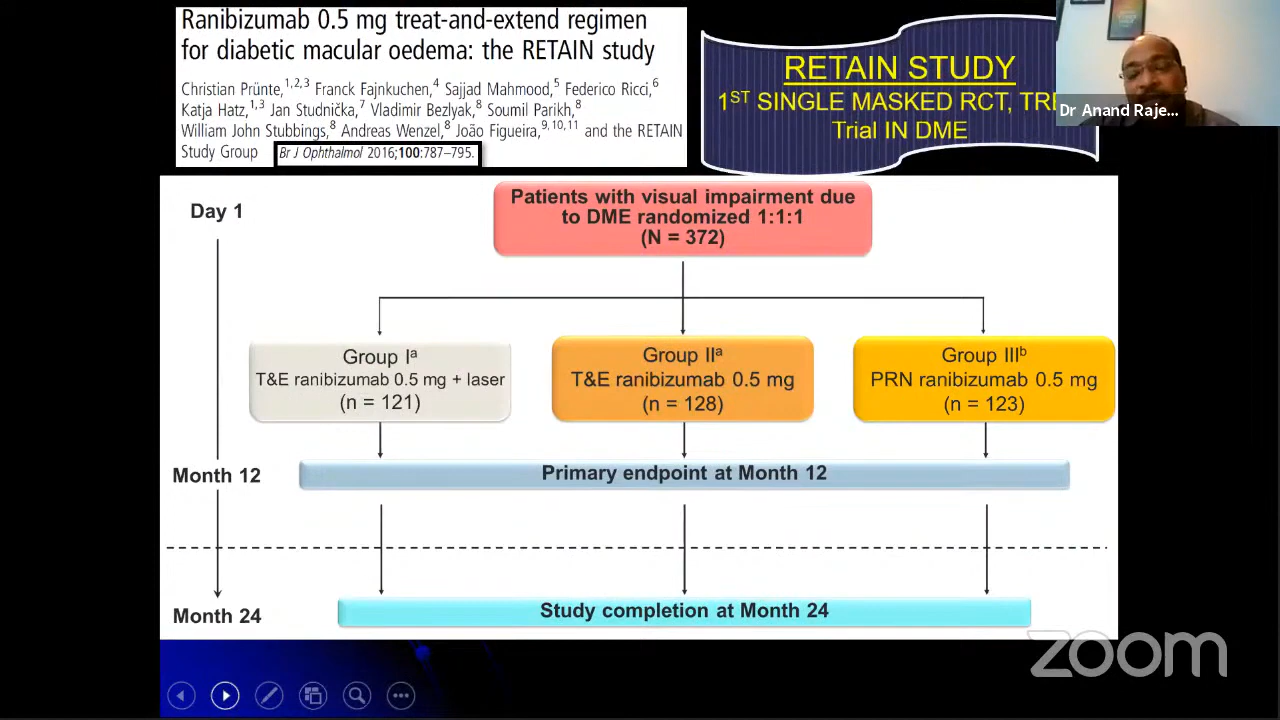 Ranibizumab 0.5 mg treat-and-extend regimen
for diabetic macular oedema: the RETAIN study
Christian Prünte,1,2,3 Franck Fajnkuchen,4 Sajjad Mahmood,5 Federico Ricci,6
Katja Hatz,1,3 Jan Studnička,7 Vladimir Bezlyak,8 Soumil Parikh,8
William John Stubbings,8 Andreas Wenzel,8 João Figueira,9,10,11 and the RETAIN
Study Group Br J Ophthalmol 2016;100:787–795.
RETAIN STUDY
1ST SINGLE MASKED RCT, TRE
Trial IN DME
Dr Anand Raje...
Day 1
Patients with visual impairment due
to DME randomized 1:1:1
(N = 372)
Group Ia
T&E ranibizumab 0.5 mg + laser
(n = 121)
Group IIa
T&E ranibizumab 0.5 mg
(n = 128)
Group IIIb
PRN ranibizumab 0.5 mg
(n = 123)
Month 12
Primary endpoint at Month 12
Month 24
Study completion at Month 24
zoom